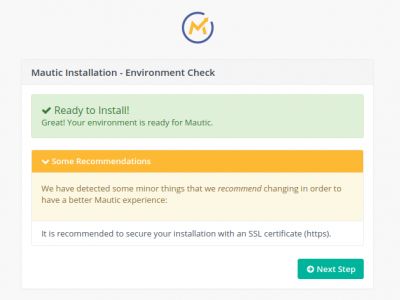 Mautic Installation - Environment Check
Ready to Install!
Great! Your environment is ready for Mautic.
Some Recommendations
We have detected some minor things that we recommend changing in order to
have a better Mautic experience:
It is recommended to secure your installation with an SSL certificate (https).
Next Step